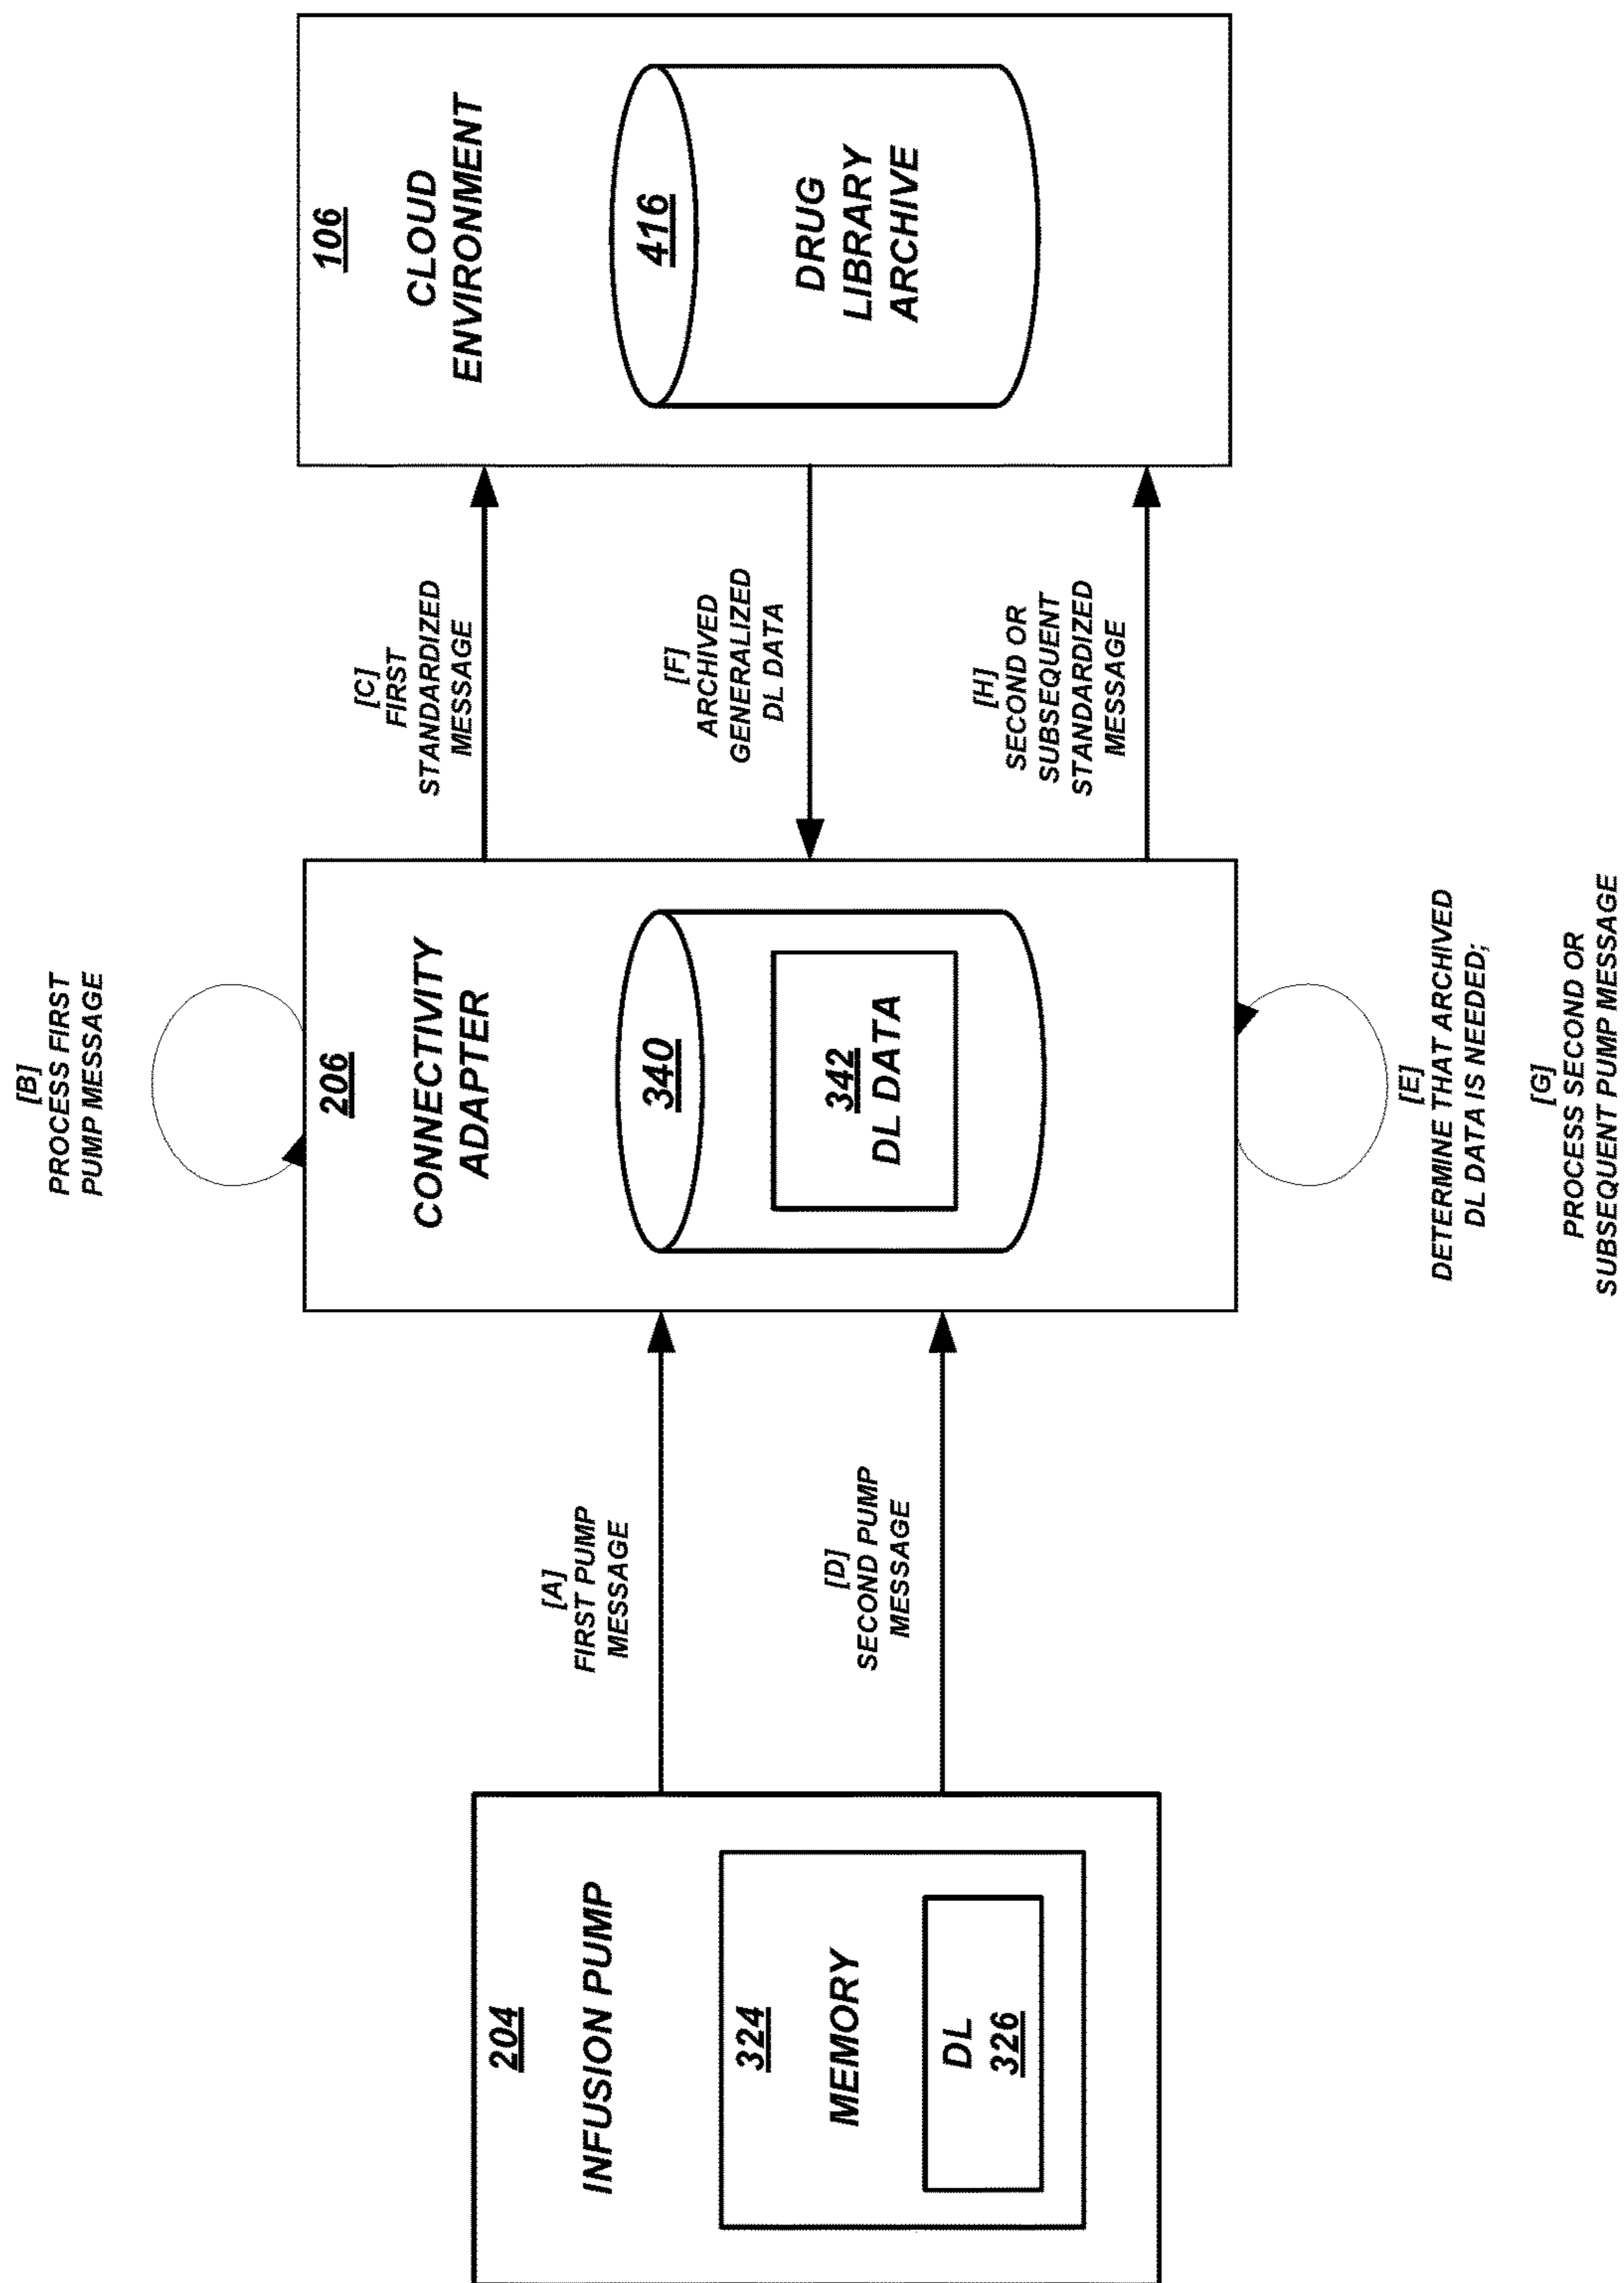 204
INFUSION PUMP
324
MEMORY
DL
326
[A]
FIRST PUMP
MESSAGE
[D]
SECOND PUMP
MESSAGE
[B]
PROCESS FIRST
PUMP MESSAGE
206
CONNECTIVITY
ADAPTER
340
342
DL DATA
[E]
DETERMINE THAT ARCHIVED
DL DATA IS NEEDED;
[G]
PROCESS SECOND OR
SUBSEQUENT PUMP MESSAGE
[C]
FIRST
STANDARDIZED
MESSAGE
[F]
ARCHIVED
GENERALIZED
DL DATA
[H]
SECOND OR
SUBSEQUENT
STANDARDIZED
MESSAGE
106
CLOUD
ENVIRONMENT
416
DRUG
LIBRARY
ARCHIVE